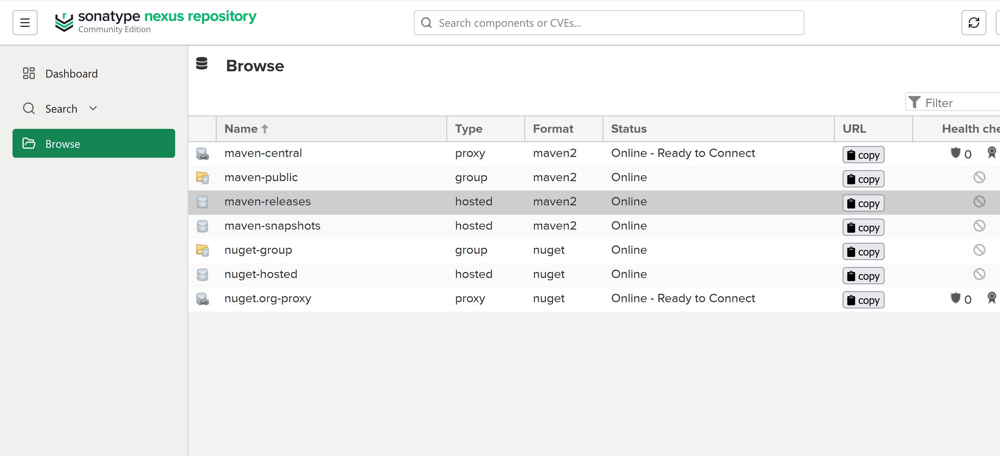 sonatype nexus repository
Community Edition
Search components or CVEs...
Dashboard
Search
Browse
Browse
Filter
Name Type Format Status URL Health che
maven-central proxy maven2 Online - Ready to Connect copy 0
maven-public group maven2 Online copy
maven-releases hosted maven2 Online copy
maven-snapshots hosted maven2 Online copy
nuget-group group nuget Online copy
nuget-hosted hosted nuget Online copy
nuget.org-proxy proxy nuget Online - Ready to Connect copy 0